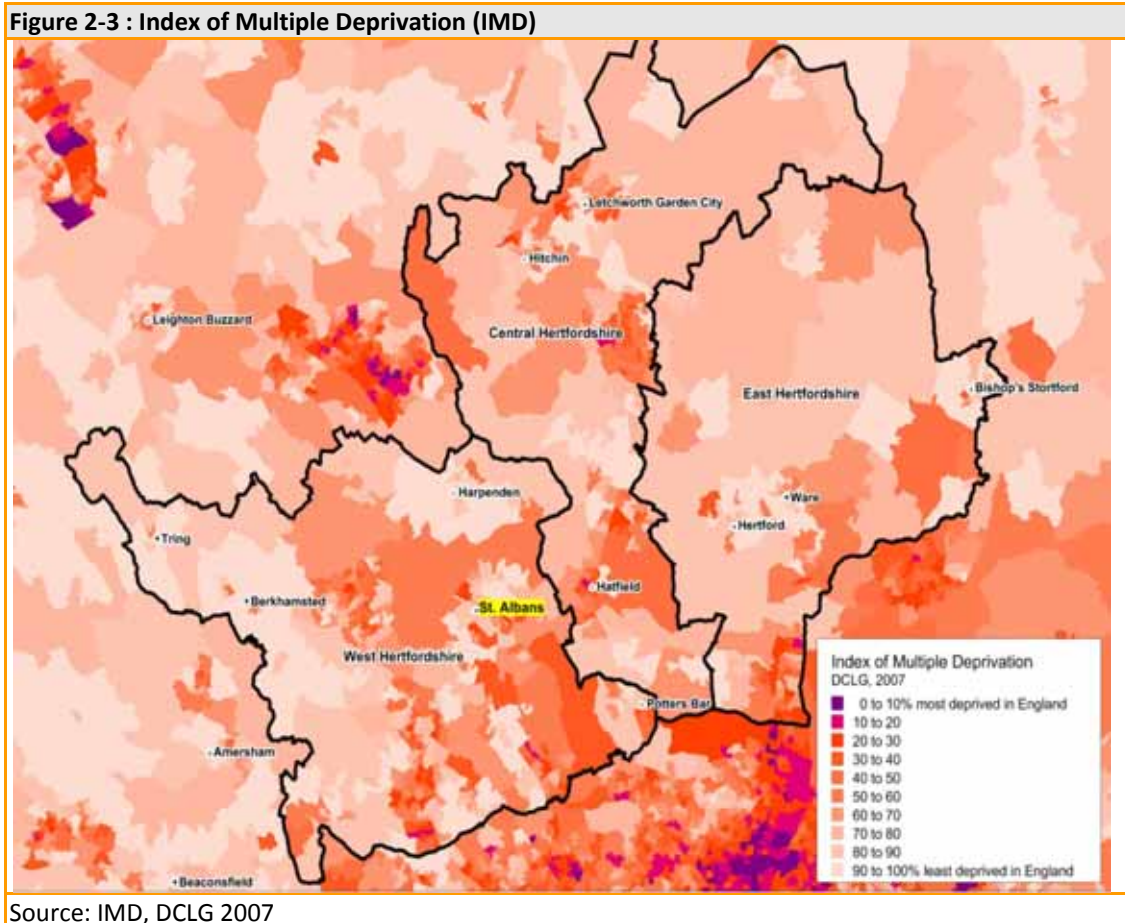 Figure 2-3 : Index of Multiple Deprivation (IMD)
Letchworth Garden City
Hitchin
Leighton Buzzard
Central Hertfordshire
East Hertfordshire
Bishop's Stortford
Harpenden
Ware
Hertford
Tring
Hatfield
Berkhamsted
St. Albans
West Hertfordshire
Potters Bar
Amersham
Beaconsfield
Index of Multiple Deprivation
DCLG, 2007
0 to 10% most deprived in England
10 to 20
20 to 30
30 to 40
40 to 50
50 to 60
60 to 70
70 to 80
80 to 90
90 to 100% least deprived in England
Source: IMD, DCLG 2007